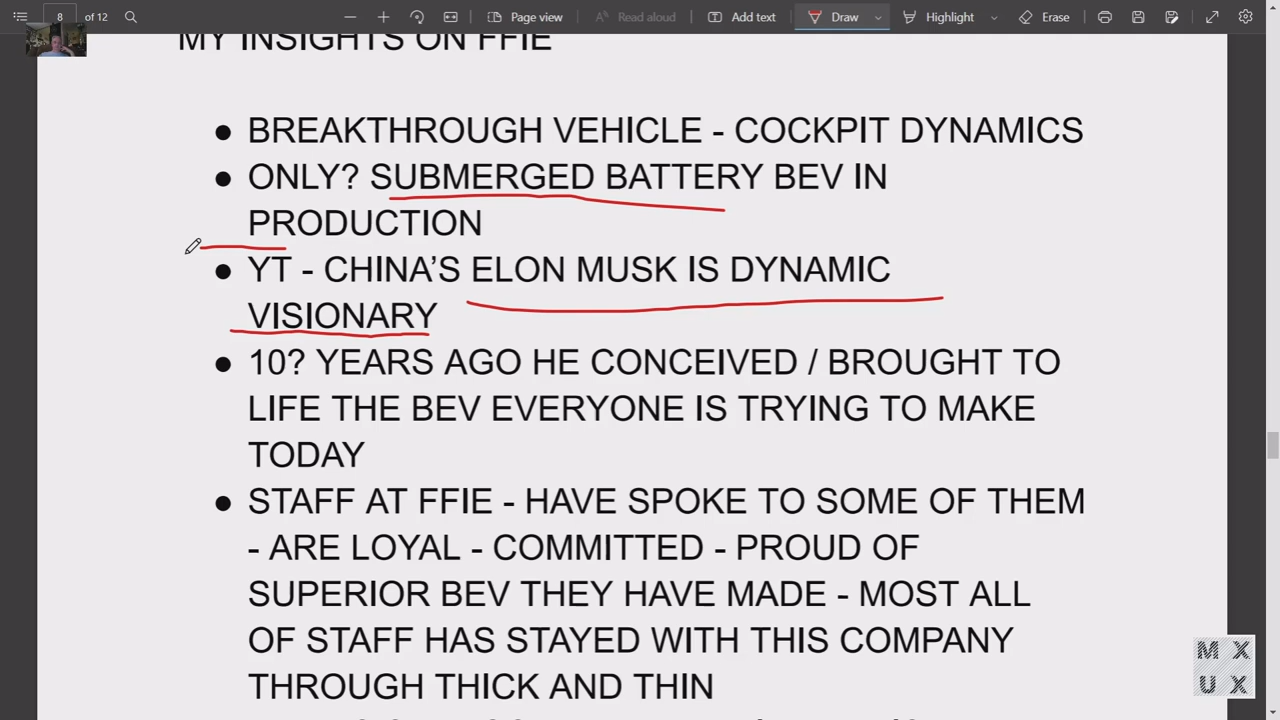 8 of 12 Page view Read aloud Add text Draw Highlight Erase
MY INSIGHTS ON FFIE
● BREAKTHROUGH VEHICLE - COCKPIT DYNAMICS
● ONLY? SUBMERGED BATTERY BEV IN
PRODUCTION
● YT - CHINA’S ELON MUSK IS DYNAMIC
VISIONARY
● 10? YEARS AGO HE CONCEIVED / BROUGHT TO
LIFE THE BEV EVERYONE IS TRYING TO MAKE
TODAY
● STAFF AT FFIE - HAVE SPOKE TO SOME OF THEM
- ARE LOYAL - COMMITTED - PROUD OF
SUPERIOR BEV THEY HAVE MADE - MOST ALL
OF STAFF HAS STAYED WITH THIS COMPANY
THROUGH THICK AND THIN
M X
U X